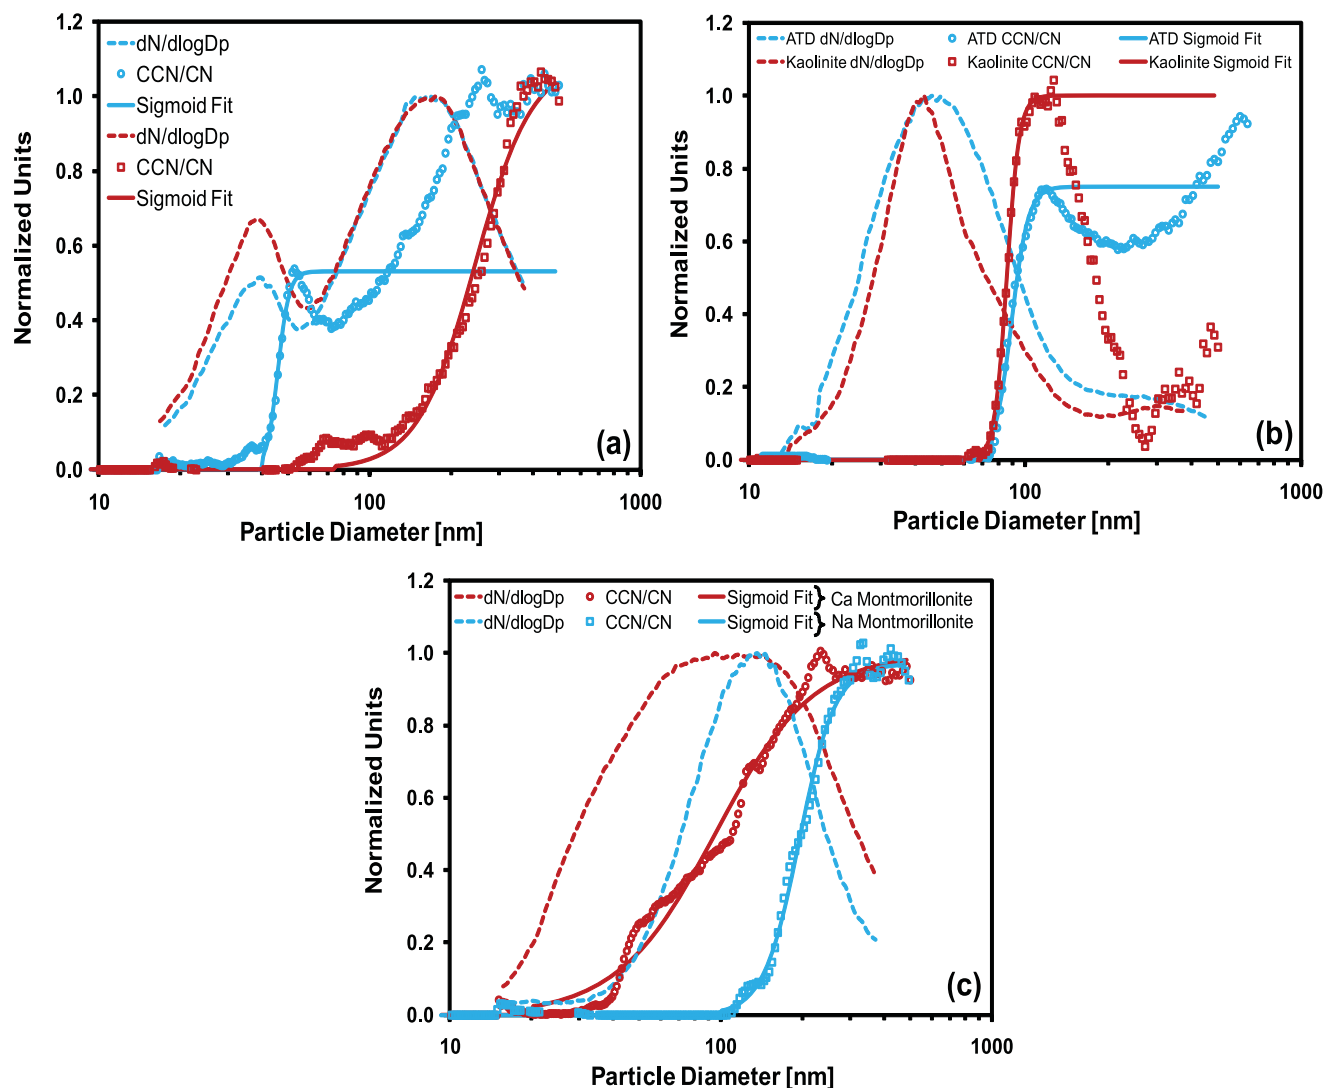 1.2
1.0
0.8
0.6
0.4
0.2
0.0
Normalized Units
dN/dlogDp
CCN/CN
Sigmoid Fit
dN/dlogDp
CCN/CN
Sigmoid Fit
(a)
10 100 1000
Particle Diameter [nm]
1.2
1.0
0.8
0.6
0.4
0.2
0.0
Normalized Units
ATD dN/dlogDp ATD CCN/CN ATD Sigmoid Fit
Kaolinite dN/dlogDp Kaolinite CCN/CN Kaolinite Sigmoid Fit
(b)
10 100 1000
Particle Diameter [nm]
1.2
1.0
0.8
0.6
0.4
0.2
0.0
Normalized Units
dN/dlogDp CCN/CN Sigmoid Fit } Ca Montmorillonite
dN/dlogDp CCN/CN Sigmoid Fit } Na Montmorillonite
(c)
10 100 1000
Particle Diameter [nm]